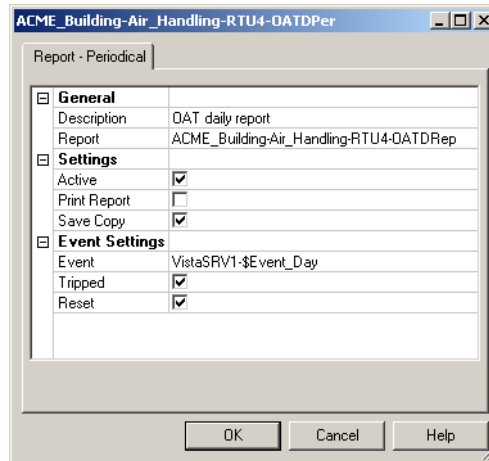 ACME_Building-Air_Handling-RTU4-OATDPer
Report - Periodical
General
Description OAT daily report
Report ACME_Building-Air_Handling-RTU4-OATDRep
Settings
Active
Print Report
Save Copy
Event Settings
Event VistaSRV1-$Event_Day
Tripped
Reset
OK Cancel Help